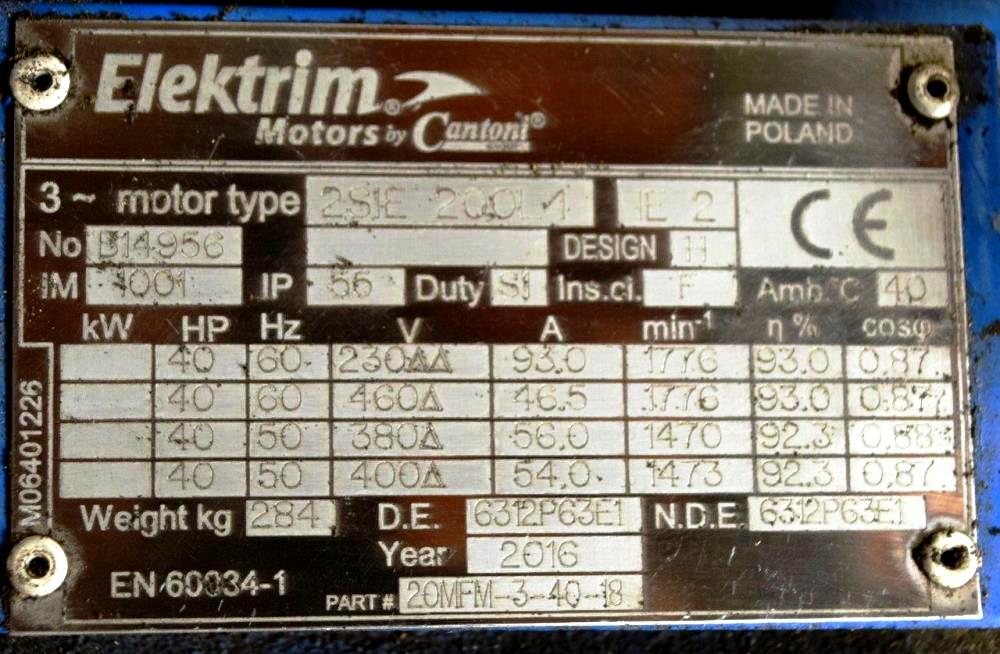 Elektrim®
Motors by Cantoni®
MADE IN
POLAND
3 ~ motor type 2SIE 200L4 IE 2
CE
No B14956 DESIGN H
IM 1001 IP 55 Duty S1 Ins.cl. F Amb.°C 40
kW HP Hz V A min-1 η % cosφ
40 60 230ΔΔ 93.0 1776 93.0 0,87
40 60 460Δ 46.5 1776 93.0 0.87
40 50 380Δ 56.0 1470 92.3 0,88
40 50 400Δ 54.0 1473 92.3 0,87
M06401226
Weight kg 284 D.E. 6312P63E1 N.D.E. 6312P63E1
Year 2016
EN 60034-1 PART # 20MFM-3-40-18